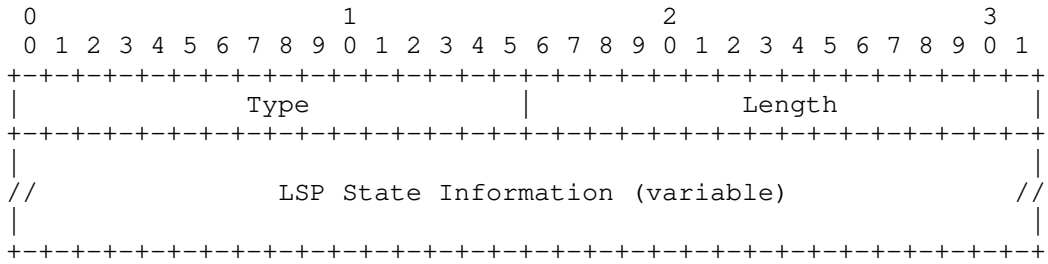 0                   1                   2                   3
 0 1 2 3 4 5 6 7 8 9 0 1 2 3 4 5 6 7 8 9 0 1 2 3 4 5 6 7 8 9 0 1
+-+-+-+-+-+-+-+-+-+-+-+-+-+-+-+-+-+-+-+-+-+-+-+-+-+-+-+-+-+-+-+-+
|              Type             |             Length            |
+-+-+-+-+-+-+-+-+-+-+-+-+-+-+-+-+-+-+-+-+-+-+-+-+-+-+-+-+-+-+-+-+
|                                                               |
//               LSP State Information (variable)              //
|                                                               |
+-+-+-+-+-+-+-+-+-+-+-+-+-+-+-+-+-+-+-+-+-+-+-+-+-+-+-+-+-+-+-+-+